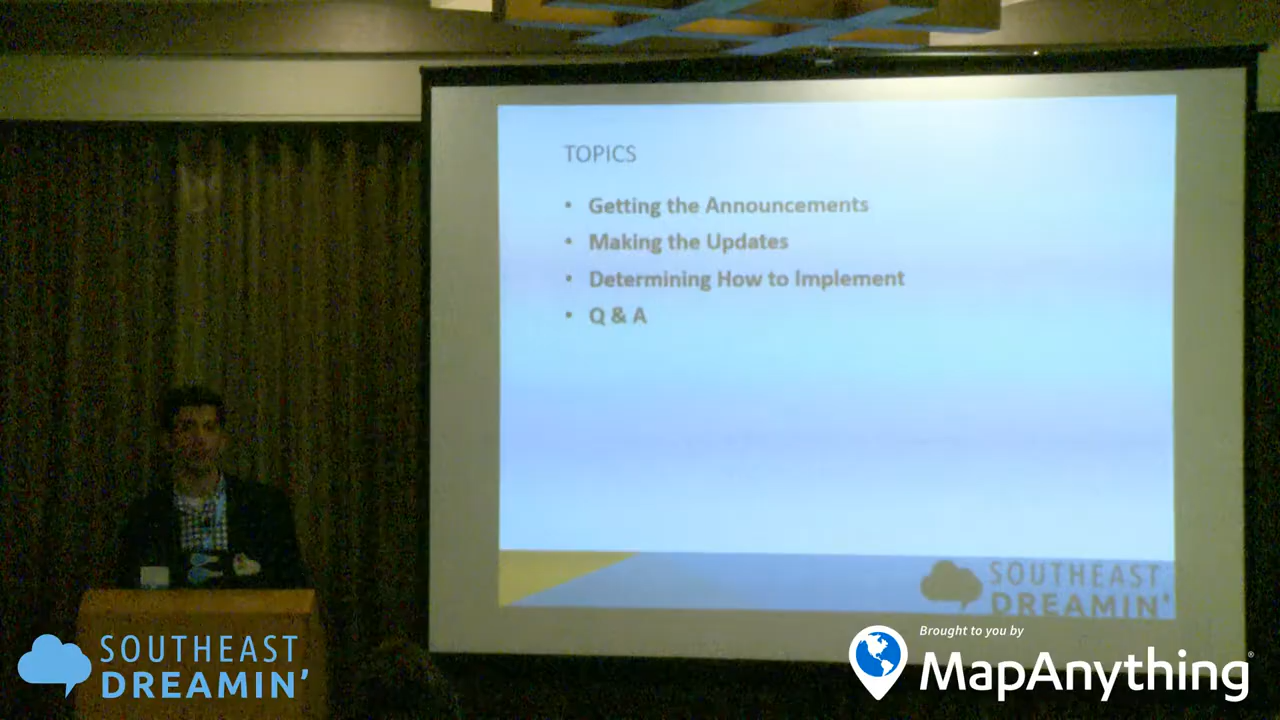 TOPICS
• Getting the Announcements
• Making the Updates
• Determining How to Implement
• Q & A
SOUTHEAST
DREAMIN'
SOUTHEAST
DREAMIN'
Brought to you by
MapAnything®